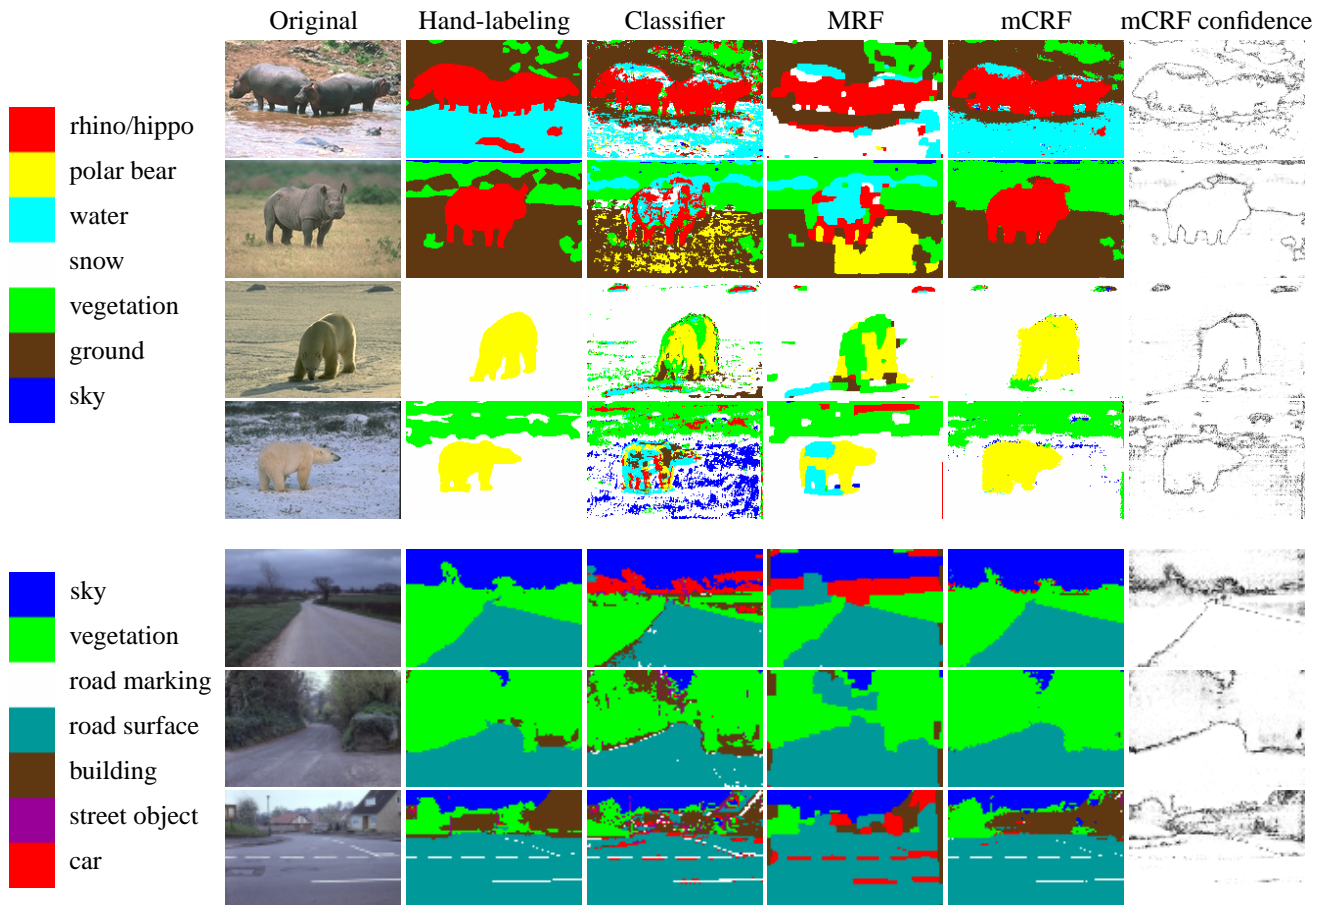 Original Hand-labeling Classifier MRF mCRF mCRF confidence
rhino/hippo
polar bear
water
snow
vegetation
ground
sky
sky
vegetation
road marking
road surface
building
street object
car